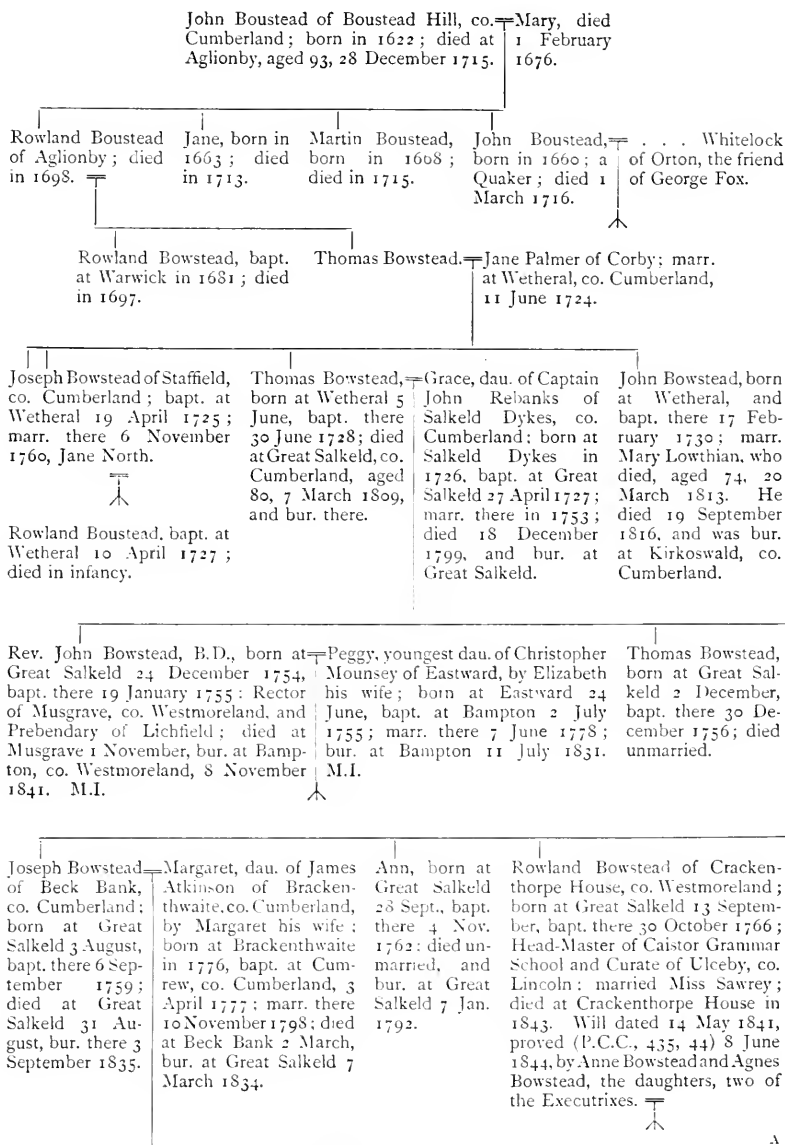 John Boustead of Boustead Hill, co.
Cumberland; born in 1622; died at
Aglionby, aged 93, 28 December 1715.
Mary, died
1 February
1676.
Rowland Boustead
of Aglionby; died
in 1698.
Jane, born in
1663; died
in 1713.
Martin Boustead,
born in 1608;
died in 1715.
John Boustead,
born in 1660; a
Quaker; died 1
March 1716.
. . . Whitelock
of Orton, the friend
of George Fox.
Rowland Bowstead, bapt.
at Warwick in 1681; died
in 1697.
Thomas Bowstead.
Jane Palmer of Corby; marr.
at Wetheral, co. Cumberland,
11 June 1724.
Joseph Bowstead of Staffield,
co. Cumberland; bapt. at
Wetheral 19 April 1725;
marr. there 6 November
1760, Jane North.
Rowland Boustead, bapt. at
Wetheral 10 April 1727;
died in infancy.
Thomas Bowstead,
born at Wetheral 5
June, bapt. there
30 June 1728; died
at Great Salkeld, co.
Cumberland, aged
80, 7 March 1809,
and bur. there.
Grace, dau. of Captain
John Rebanks of
Salkeld Dykes, co.
Cumberland; born at
Salkeld Dykes in
1726, bapt. at Great
Salkeld 27 April 1727;
marr. there in 1753;
died 18 December
1799, and bur. at
Great Salkeld.
John Bowstead, born
at Wetheral, and
bapt. there 17 Feb-
ruary 1730; marr.
Mary Lowthian, who
died, aged 74, 20
March 1813. He
died 19 September
1816, and was bur.
at Kirkoswald, co.
Cumberland.
Rev. John Bowstead, B.D., born at
Great Salkeld 24 December 1754,
bapt. there 19 January 1755: Rector
of Musgrave, co. Westmoreland, and
Prebendary of Lichfield; died at
Musgrave 1 November, bur. at Bamp-
ton, co. Westmoreland, 8 November
1841. M.I.
Peggy, youngest dau. of Christopher
Mounsey of Eastward, by Elizabeth
his wife; born at Eastward 24
June, bapt. at Bampton 2 July
1755; marr. there 7 June 1778;
bur. at Bampton 11 July 1831.
M.I.
Thomas Bowstead,
born at Great Sal-
keld 2 December,
bapt. there 30 De-
cember 1756; died
unmarried.
Joseph Bowstead
of Beck Bank,
co. Cumberland;
born at Great
Salkeld 3 August,
bapt. there 6 Sep-
tember 1759;
died at Great
Salkeld 31 Au-
gust, bur. there 3
September 1835.
Margaret, dau. of James
Atkinson of Bracken-
thwaite, co. Cumberland,
by Margaret his wife;
born at Brackenthwaite
in 1776, bapt. at Cum-
rew, co. Cumberland, 3
April 1777; marr. there
10 November 1798; died
at Beck Bank 2 March,
bur. at Great Salkeld 7
March 1834.
Ann, born at
Great Salkeld
28 Sept., bapt.
there 4 Nov.
1762: died un-
married, and
bur. at Great
Salkeld 7 Jan.
1792.
Rowland Bowstead of Cracken-
thorpe House, co. Westmoreland;
born at Great Salkeld 13 Septem-
ber, bapt. there 30 October 1766;
Head-Master of Caistor Grammar
School and Curate of Ulceby, co.
Lincoln: married Miss Sawrey;
died at Crackenthorpe House in
1843. Will dated 14 May 1841,
proved (P.C.C., 435, 44) 8 June
1844, by Anne Bowstead and Agnes
Bowstead, the daughters, two of
the Executrixes.
A